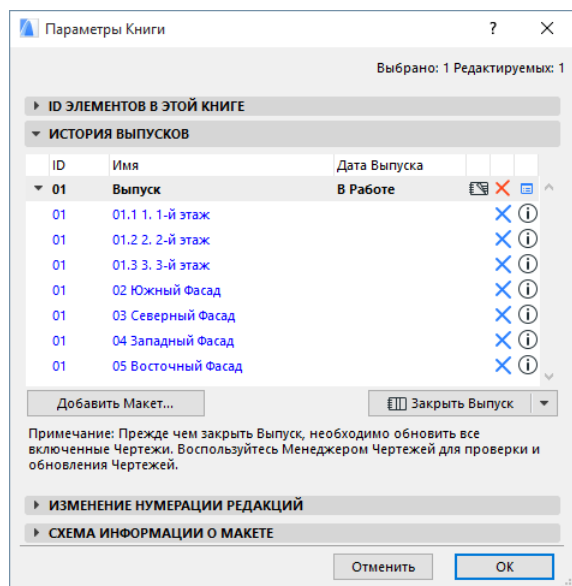 Параметры Книги
Выбрано: 1 Редактируемых: 1
ID ЭЛЕМЕНТОВ В ЭТОЙ КНИГЕ
ИСТОРИЯ ВЫПУСКОВ
ID Имя Дата Выпуска
01 Выпуск В Работе
01 01.1 1. 1-й этаж
01 01.2 2. 2-й этаж
01 01.3 3. 3-й этаж
01 02 Южный Фасад
01 03 Северный Фасад
01 04 Западный Фасад
01 05 Восточный Фасад
Добавить Макет... Закрыть Выпуск
Примечание: Прежде чем закрыть Выпуск, необходимо обновить все
включенные Чертежи. Воспользуйтесь Менеджером Чертежей для проверки и
обновления Чертежей.
ИЗМЕНЕНИЕ НУМЕРАЦИИ РЕДАКЦИЙ
СХЕМА ИНФОРМАЦИИ О МАКЕТЕ
Отменить OK